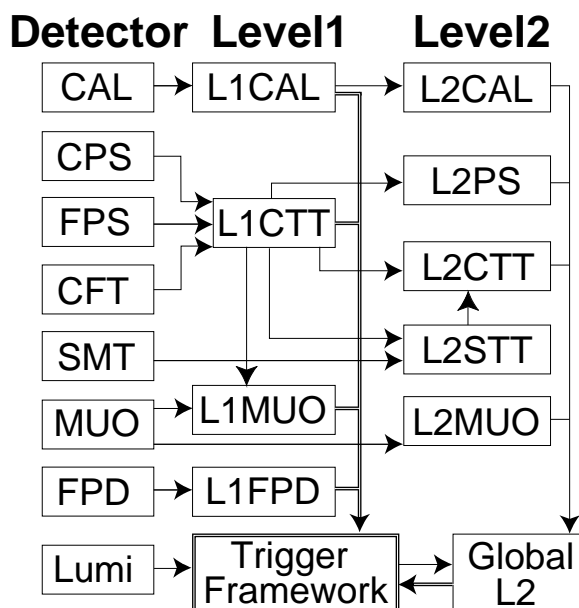 Detector Level1 Level2
CAL L1CAL L2CAL
CPS
L2PS
FPS L1CTT
CFT L2CTT
SMT L2STT
MUO L1MUO L2MUO
FPD L1FPD
Lumi Trigger Global
Framework L2